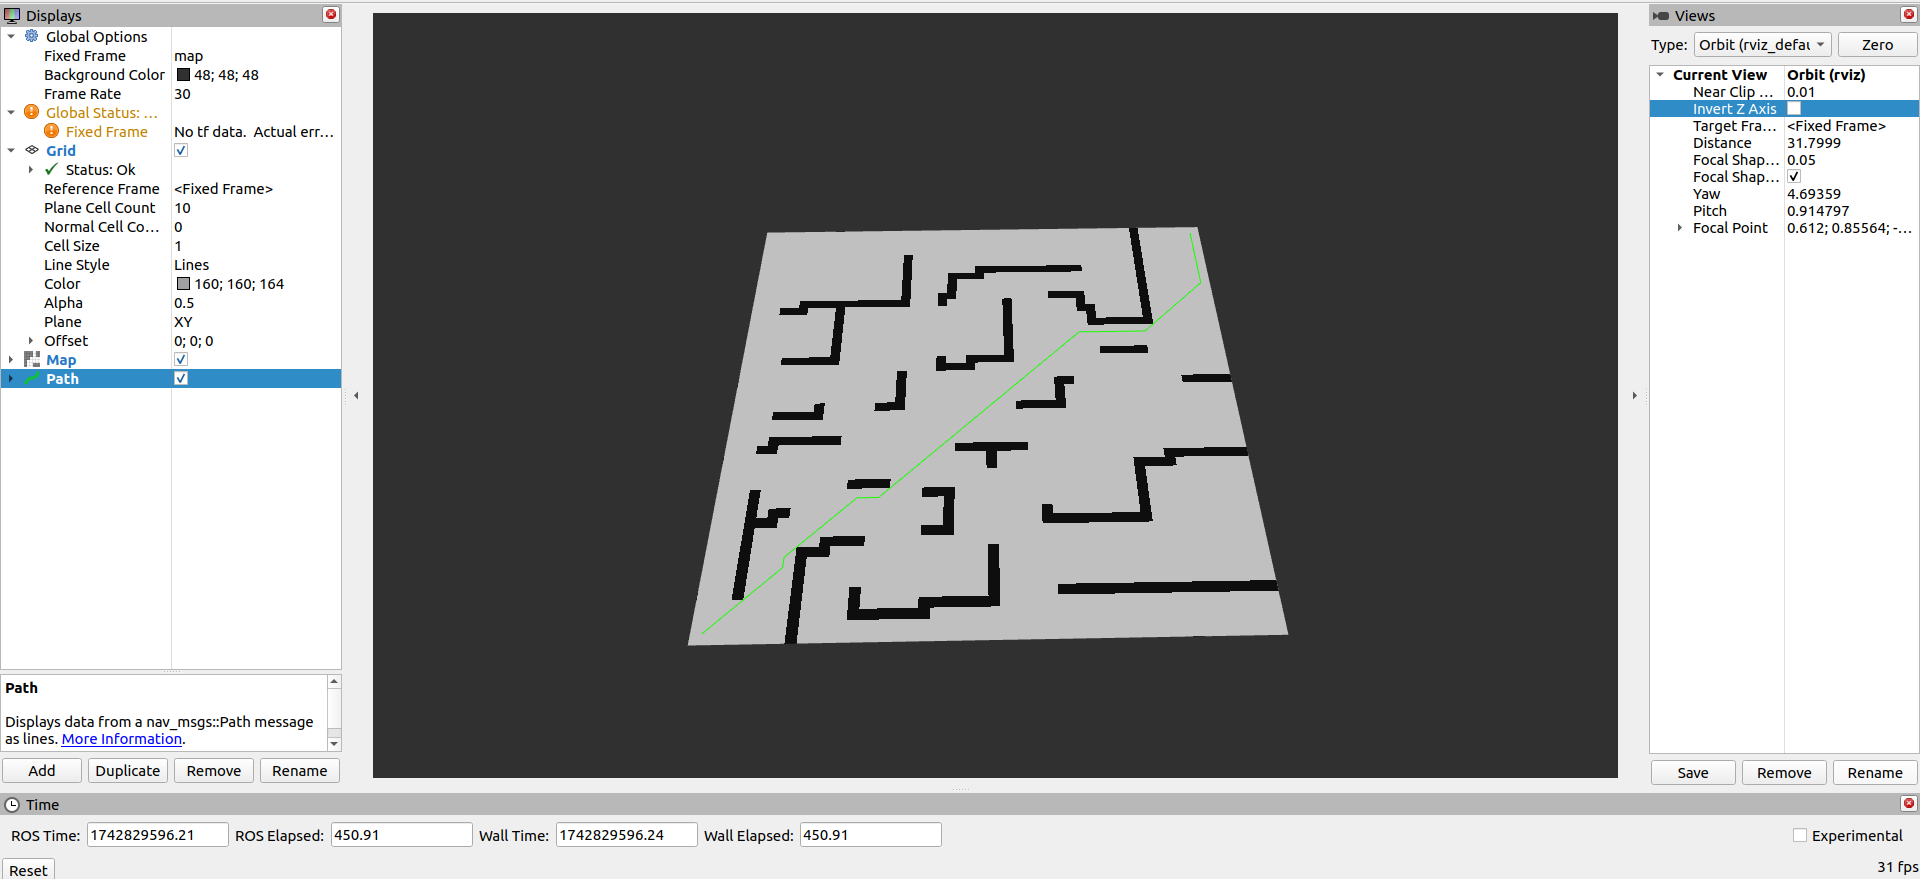 Displays
Global Options
Fixed Frame map
Background Color 48; 48; 48
Frame Rate 30
Global Status: ...
Fixed Frame No tf data.  Actual err...
Grid
Status: Ok
Reference Frame <Fixed Frame>
Plane Cell Count 10
Normal Cell Co... 0
Cell Size 1
Line Style Lines
Color 160; 160; 164
Alpha 0.5
Plane XY
Offset 0; 0; 0
Map
Path
Path
Displays data from a nav_msgs::Path message
as lines. More Information.
Add Duplicate Remove Rename
Views
Type: Orbit (rviz_defau Zero
Current View Orbit (rviz)
Near Clip ... 0.01
Invert Z Axis
Target Fra... <Fixed Frame>
Distance 31.7999
Focal Shap... 0.05
Focal Shap...
Yaw 4.69359
Pitch 0.914797
Focal Point 0.612; 0.85564; -...
Save Remove Rename
Time
ROS Time: 1742829596.21 ROS Elapsed: 450.91 Wall Time: 1742829596.24 Wall Elapsed: 450.91 Experimental
Reset 31 fps